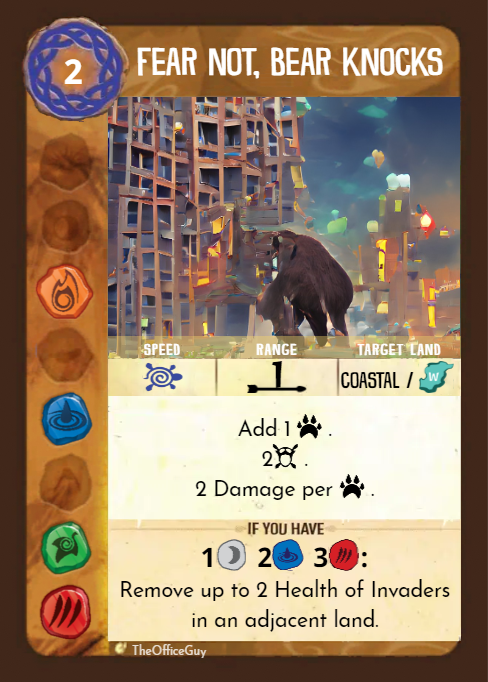 2
FEAR NOT, BEAR KNOCKS
SPEED RANGE TARGET LAND
1 COASTAL / W
Add 1 .
2 .
2 Damage per .
IF YOU HAVE
1 2 3 :
Remove up to 2 Health of Invaders
in an adjacent land.
TheOfficeGuy